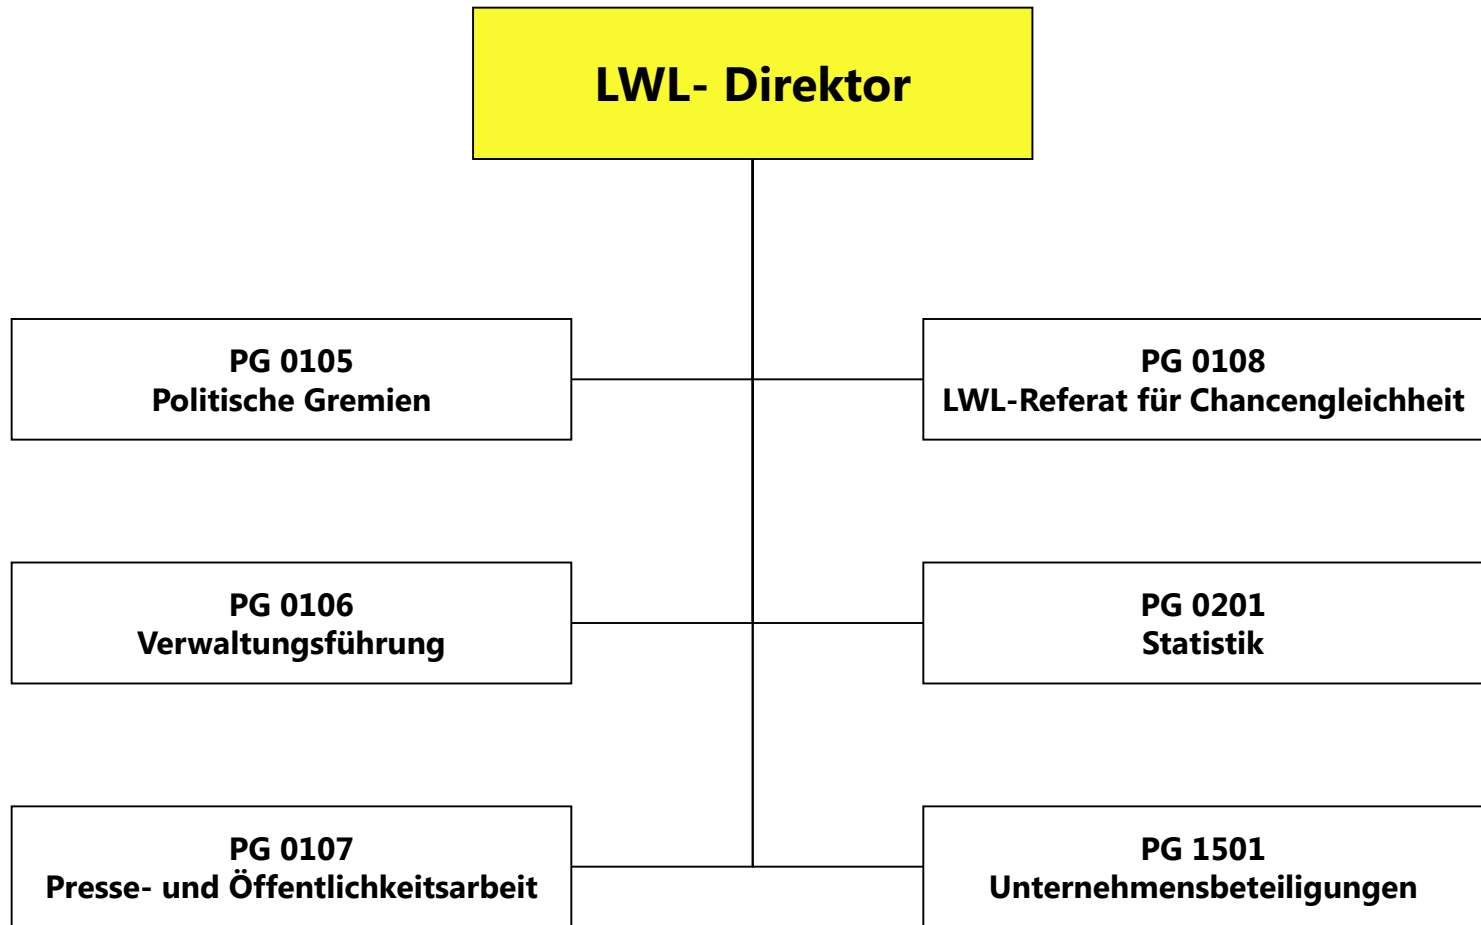 LWL- Direktor
PG 0105
Politische Gremien
PG 0108
LWL-Referat für Chancengleichheit
PG 0106
Verwaltungsführung
PG 0201
Statistik
PG 0107
Presse- und Öffentlichkeitsarbeit
PG 1501
Unternehmensbeteiligungen